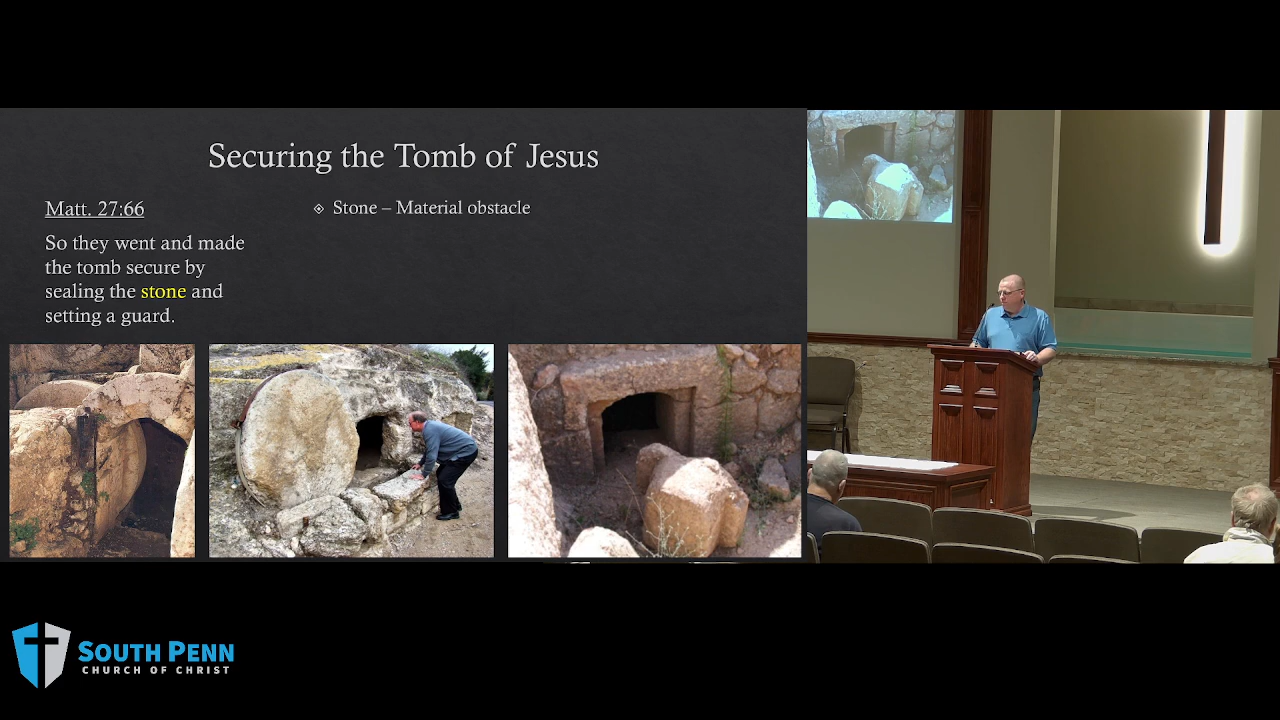 Securing the Tomb of Jesus
Matt. 27:66
So they went and made
the tomb secure by
sealing the stone and
setting a guard.
Stone – Material obstacle
SOUTH PENN
CHURCH OF CHRIST